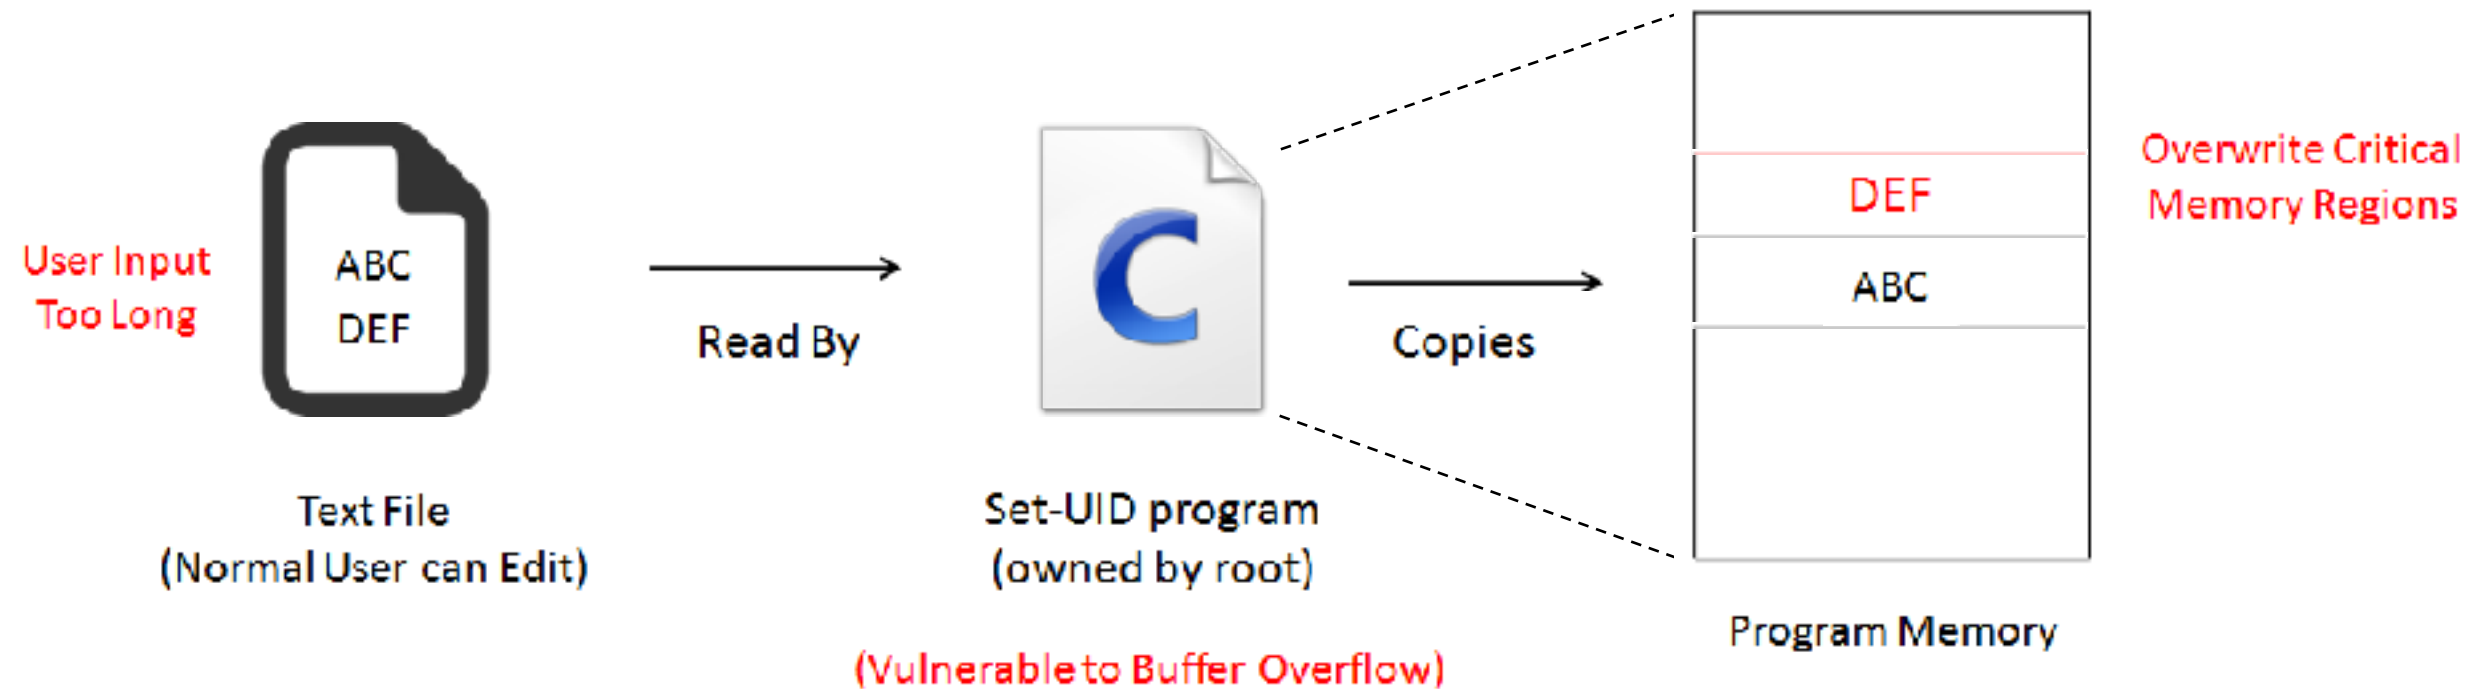 User Input
Too Long
ABC
DEF
Text File
(Normal User can Edit)
Read By
C
Set-UID program
(owned by root)
(Vulnerable to Buffer Overflow)
Copies
DEF
ABC
Program Memory
Overwrite Critical
Memory Regions